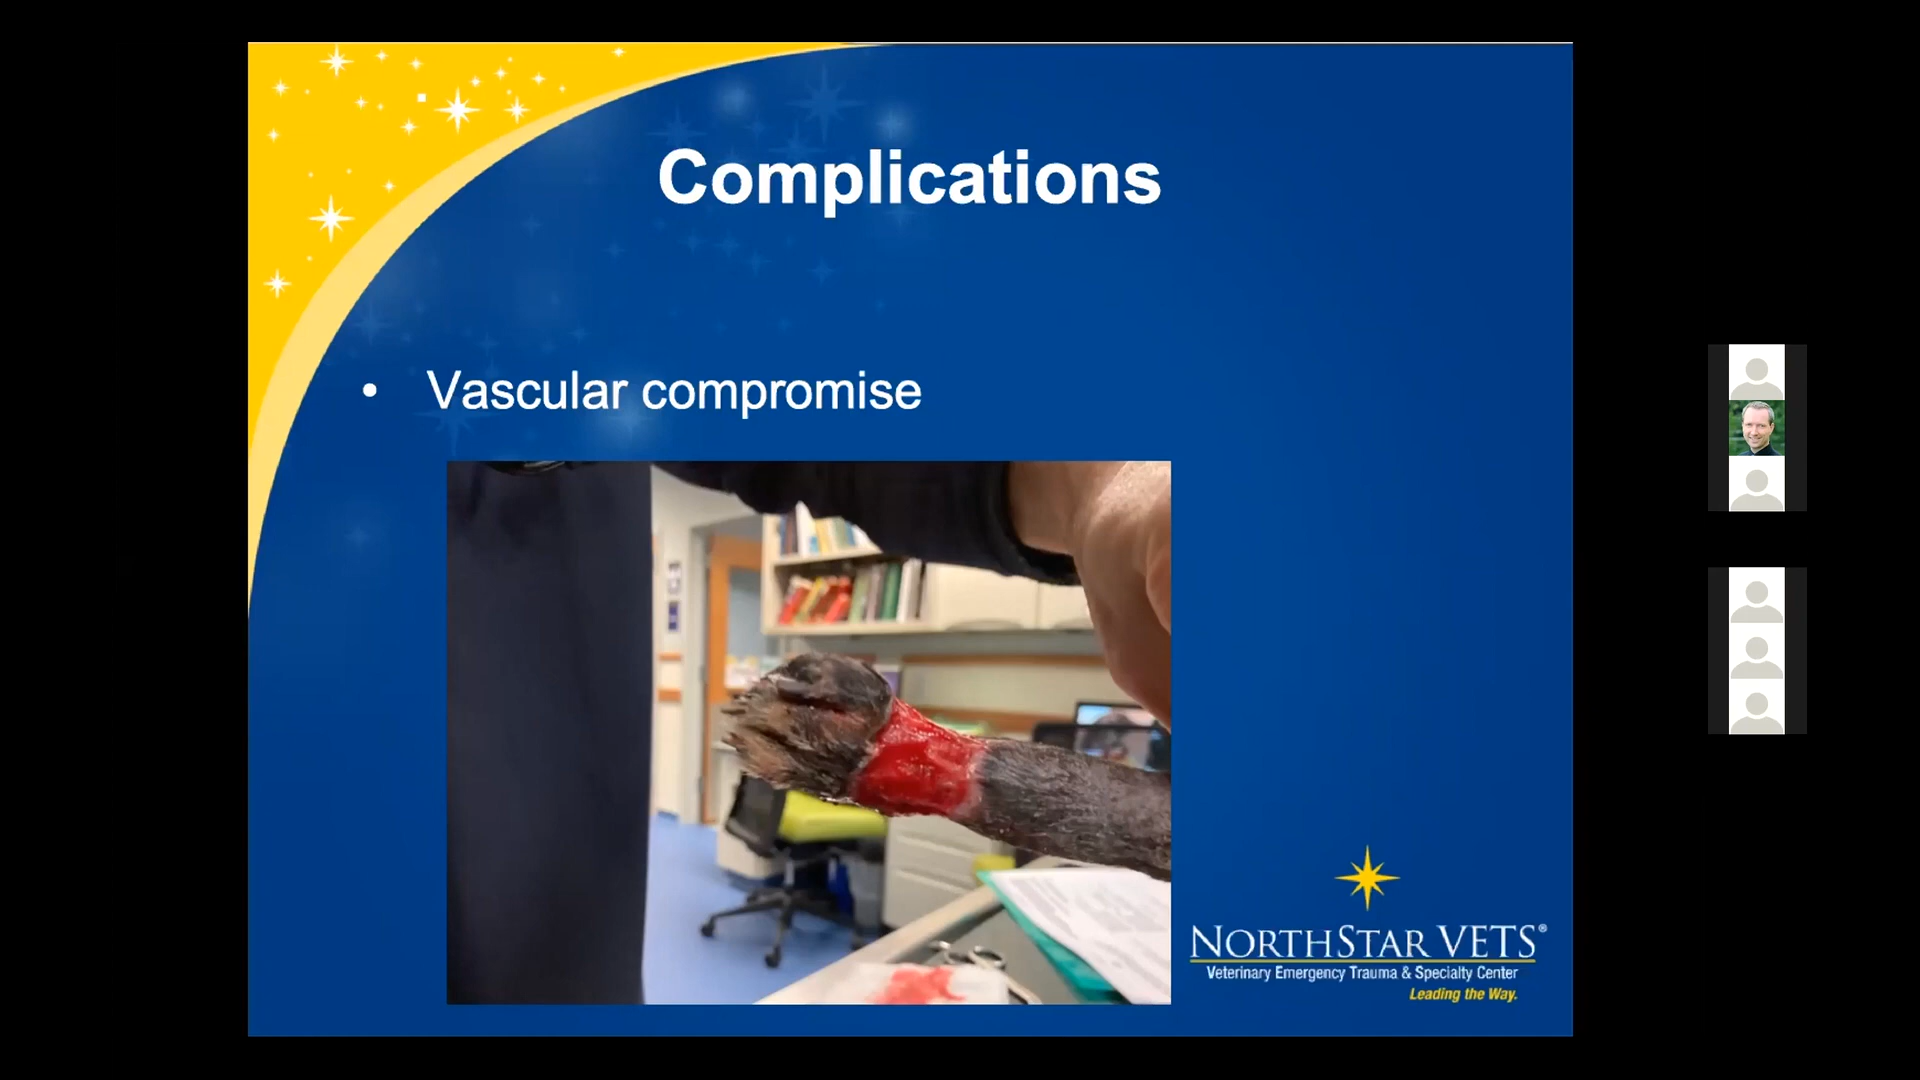 Complications
• Vascular compromise
NORTHSTAR VETS®
Veterinary Emergency Trauma & Specialty Center
Leading the Way.